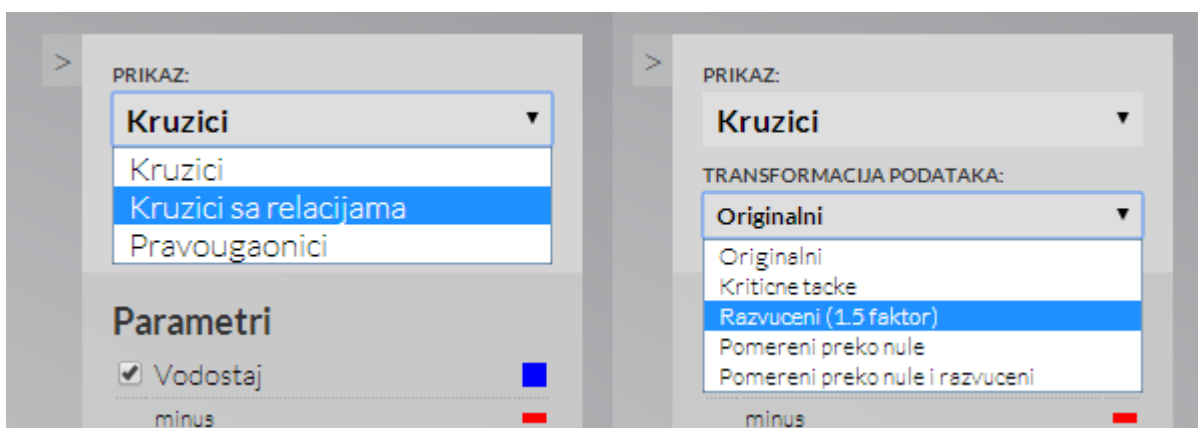 >
PRIKAZ:
Kruzici
Kruzici
Kruzici sa relacijama
Pravougaonici
Parametri
Vodostaj
minus
>
PRIKAZ:
Kruzici
TRANSFORMACIJA PODATAKA:
Originalni
Originalni
Kriticne tacke
Razvuceni (1.5 faktor)
Pomereni preko nule
Pomereni preko nule i razvuceni
minus